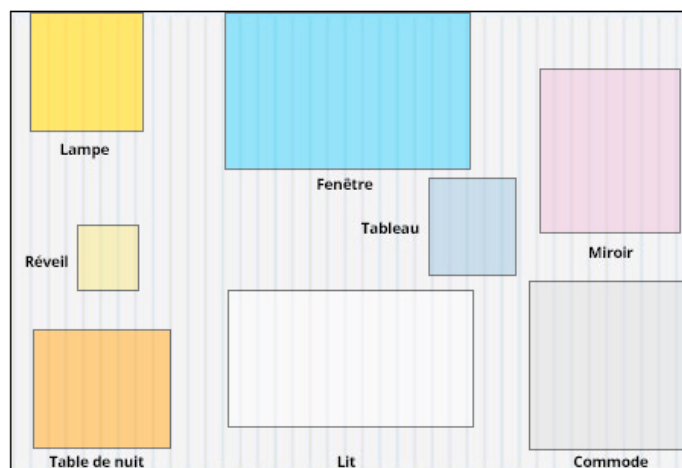 Lampe
Fenêtre
Tableau
Miroir
Réveil
Table de nuit
Lit
Commode